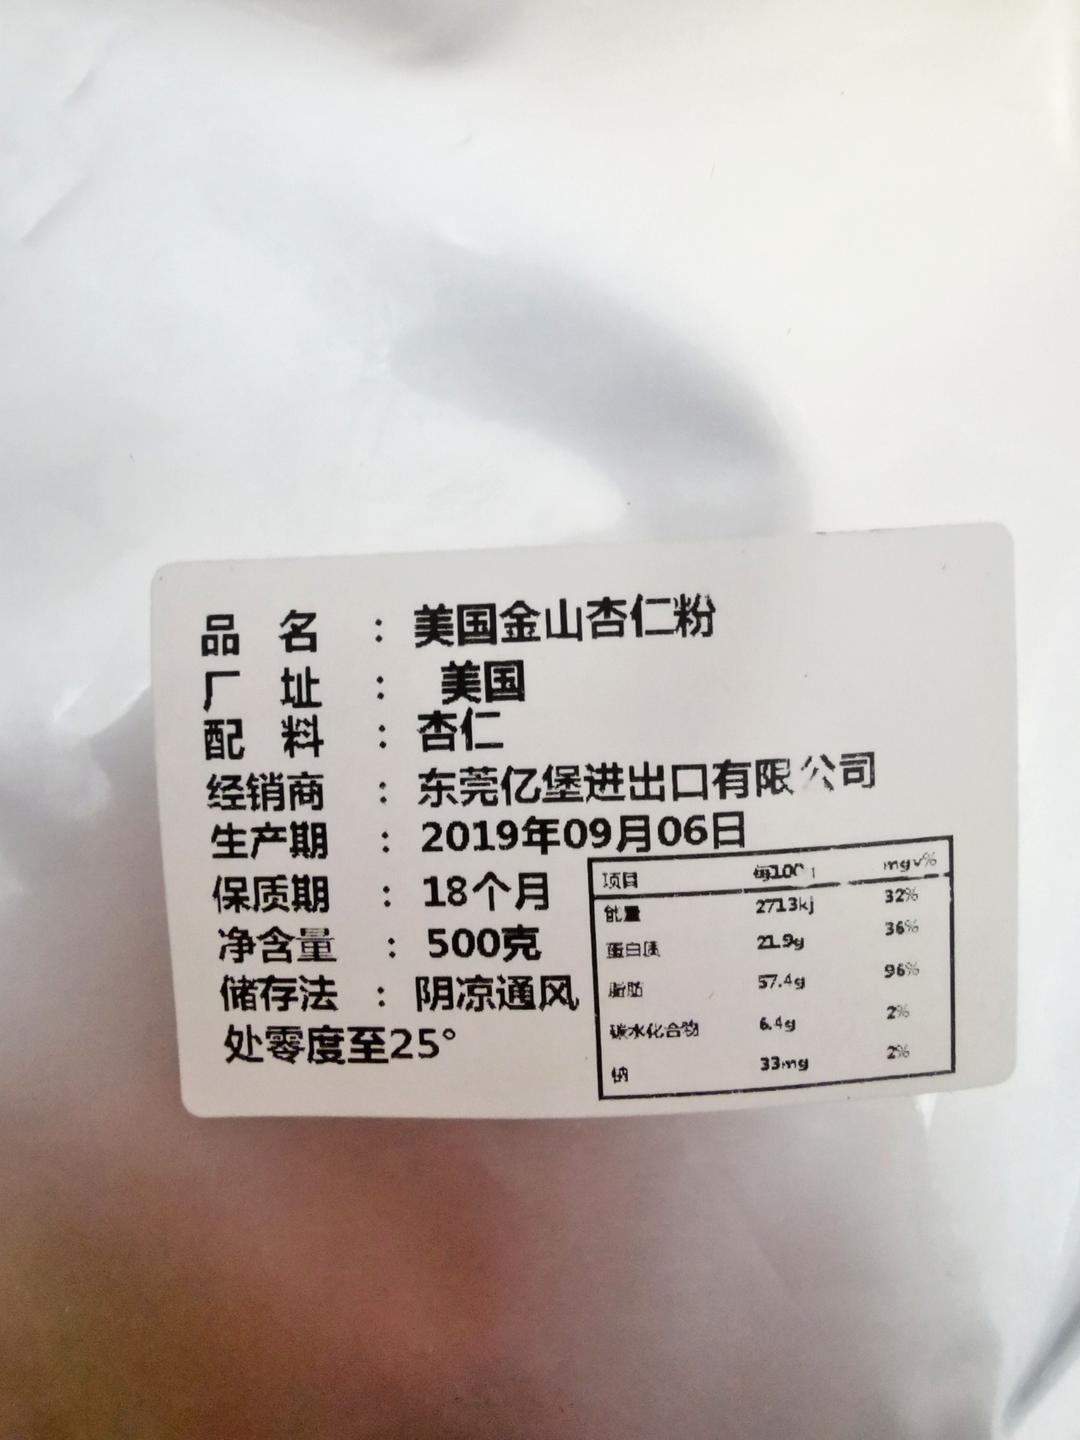 品 名 ： 美国金山杏仁粉
厂 址 ： 美国
配 料 ： 杏仁
经销商 ： 东莞亿堡进出口有限公司
生产期 ： 2019年09月06日
保质期 ： 18个月
净含量 ： 500克
储存法 ： 阴凉通风
处零度至25°
项目 每100 mgv%
能量 2713kj 32%
蛋白质 21.9g 36%
脂肪 57.4g 96%
碳水化合物 6.4g 2%
钠 33mg 2%